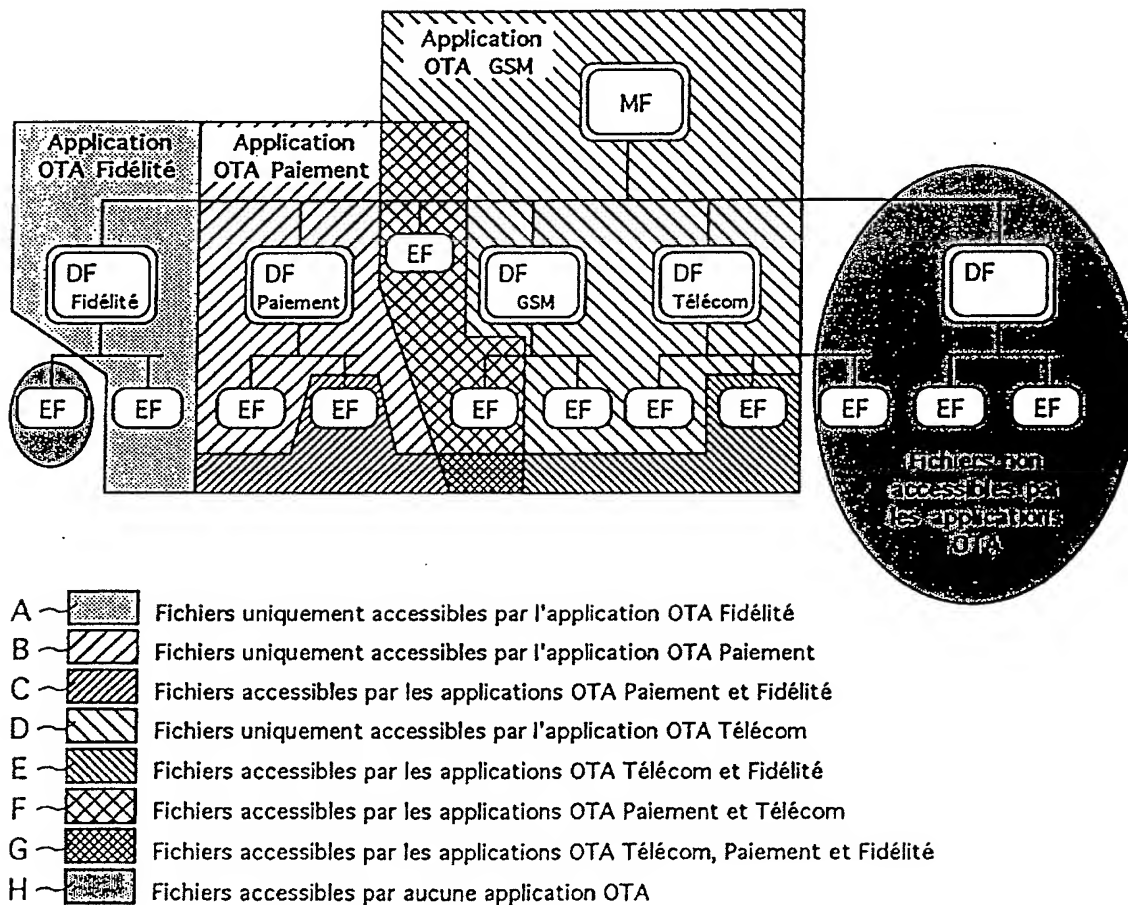 Application
OTA GSM
MF
Application
OTA Fidélité
Application
OTA Paiement
EF
DF
Fidélité
DF
Paiement
DF
GSM
DF
Télécom
DF
EF
EF
EF
EF
EF
EF
EF
EF
EF
EF
EF
Fichiers non
accessibles par
les applications
OTA
A Fichiers uniquement accessibles par l'application OTA Fidélité
B Fichiers uniquement accessibles par l'application OTA Paiement
C Fichiers accessibles par les applications OTA Paiement et Fidélité
D Fichiers uniquement accessibles par l'application OTA Télécom
E Fichiers accessibles par les applications OTA Télécom et Fidélité
F Fichiers accessibles par les applications OTA Paiement et Télécom
G Fichiers accessibles par les applications OTA Télécom, Paiement et Fidélité
H Fichiers accessibles par aucune application OTA